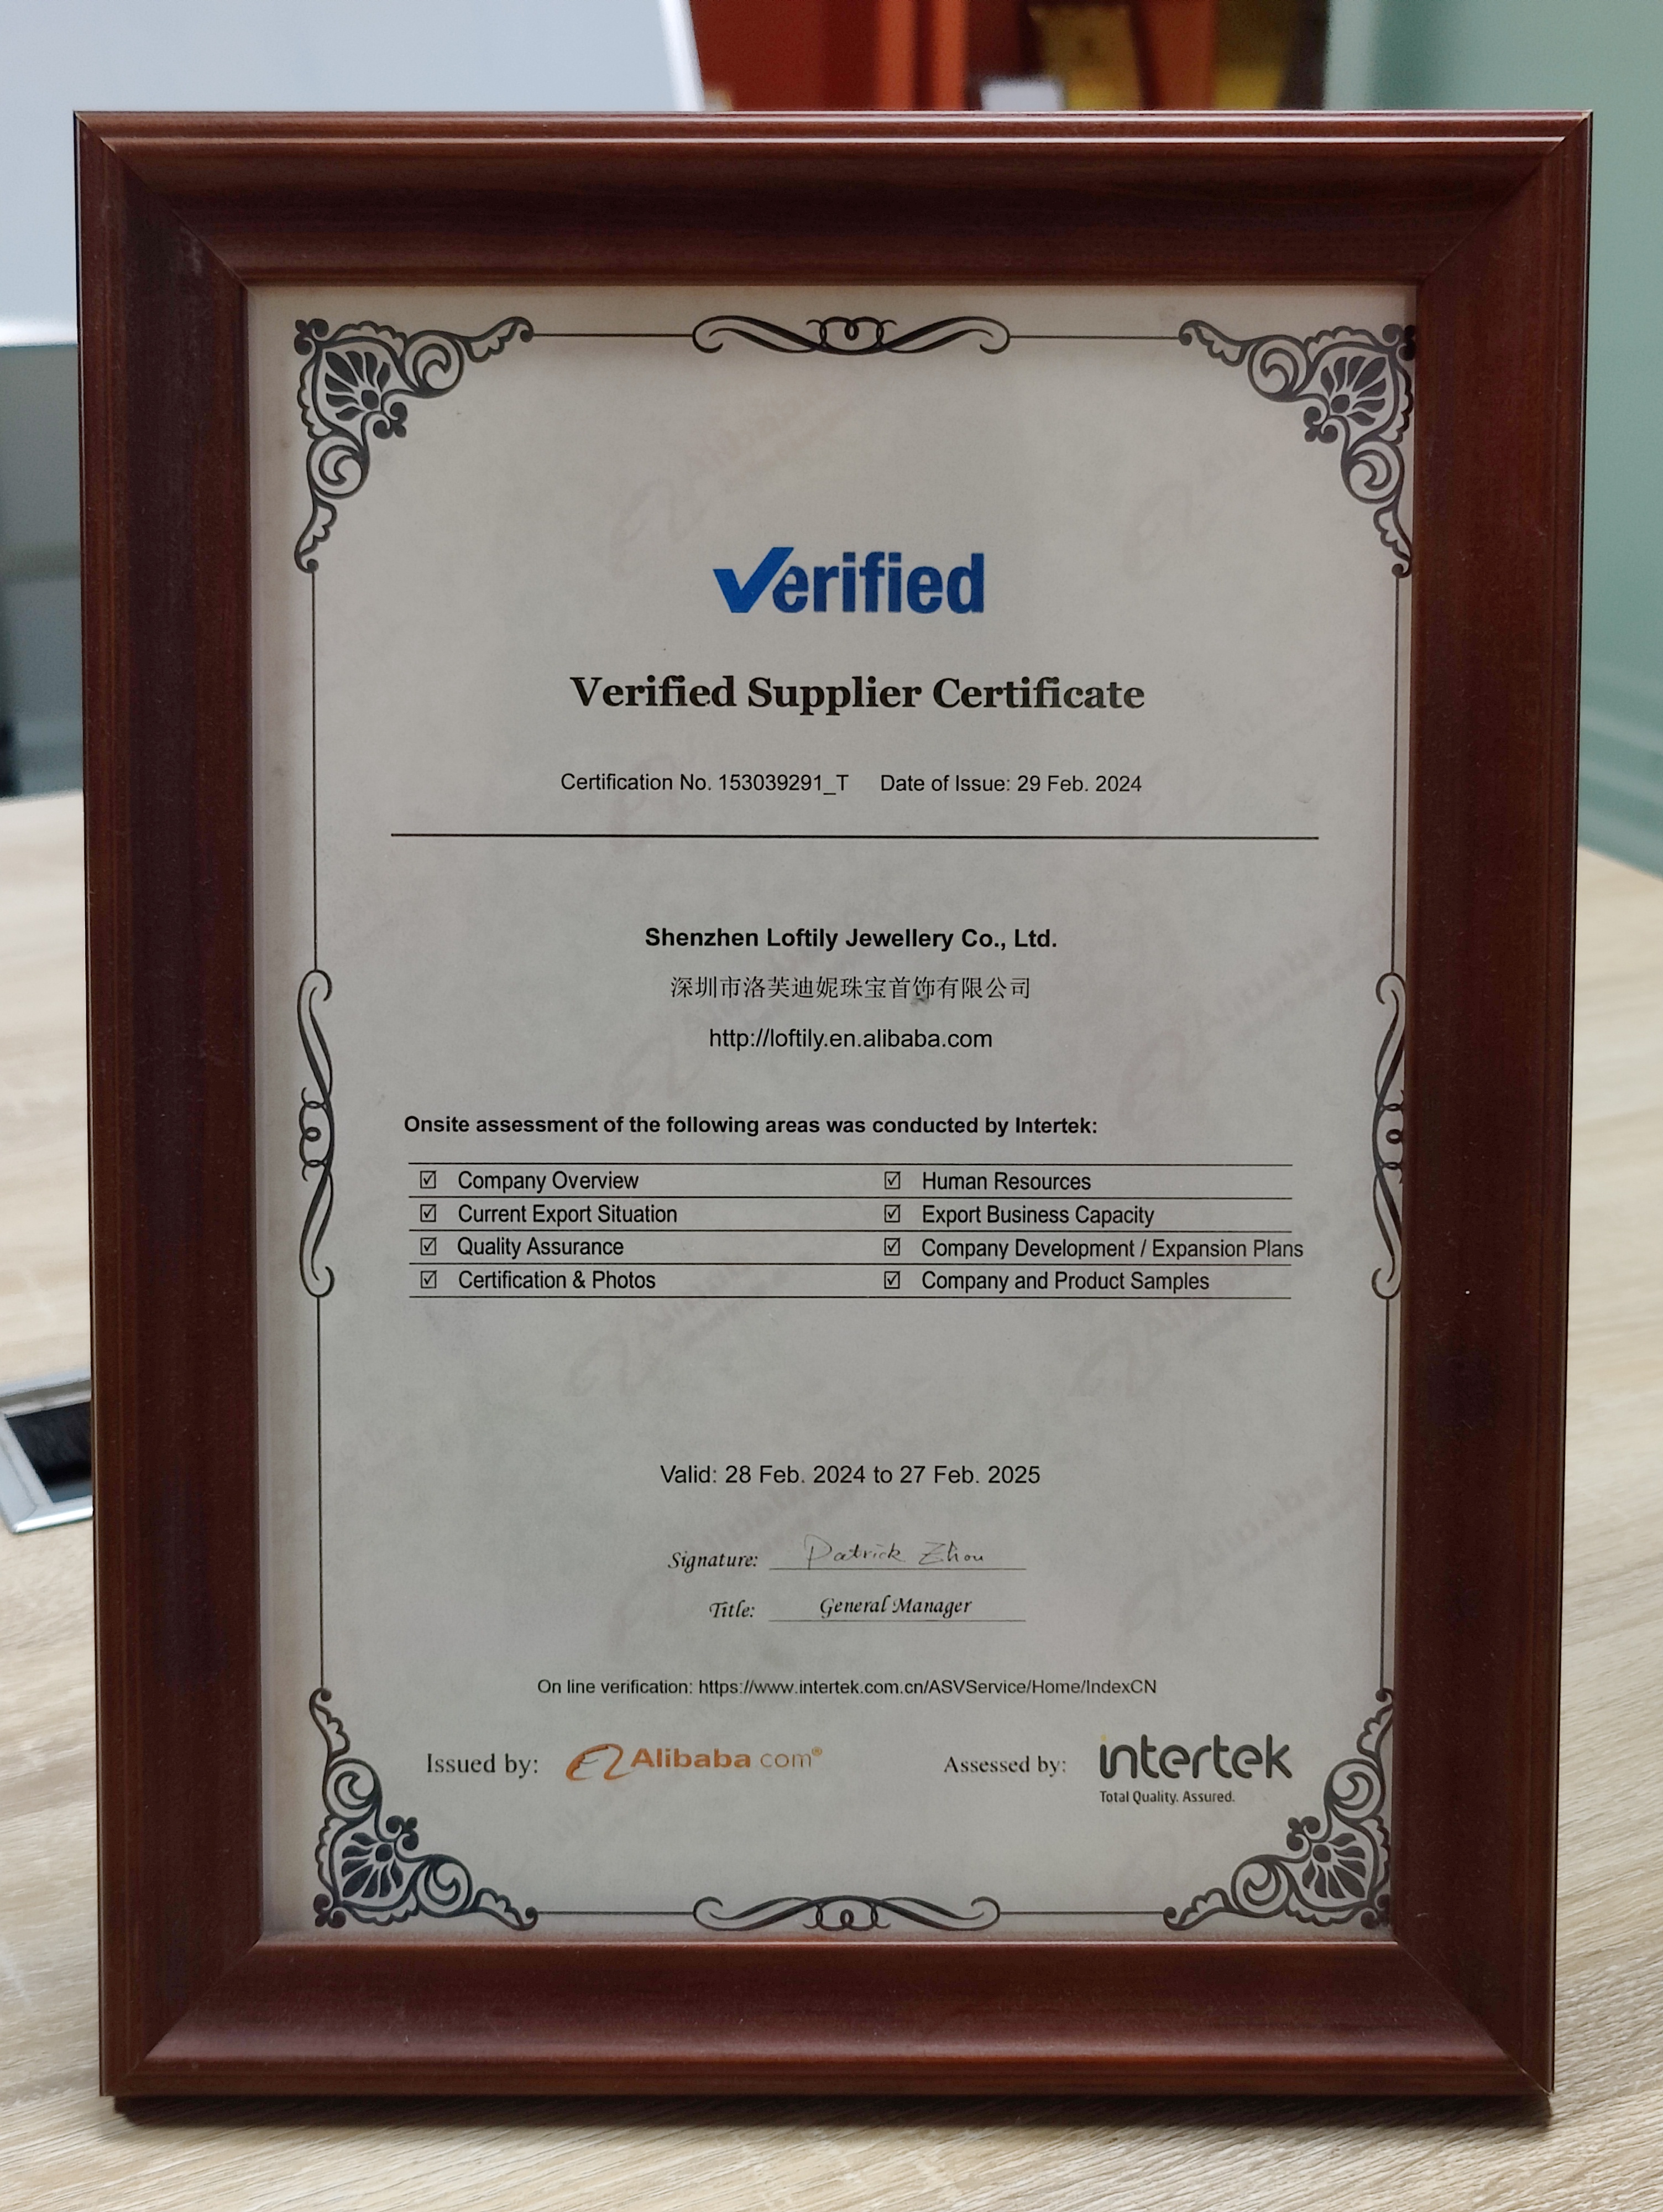 Verified
Verified Supplier Certificate
Certification No. 153039291_T Date of Issue: 29 Feb. 2024
Shenzhen Loftily Jewellery Co., Ltd.
深圳市洛芙迪妮珠宝首饰有限公司
http://loftily.en.alibaba.com
Onsite assessment of the following areas was conducted by Intertek:
☑ Company Overview ☑ Human Resources
☑ Current Export Situation ☑ Export Business Capacity
☑ Quality Assurance ☑ Company Development / Expansion Plans
☑ Certification & Photos ☑ Company and Product Samples
Valid: 28 Feb. 2024 to 27 Feb. 2025
Signature: Patrick Zhou
Title: General Manager
On line verification: https://www.intertek.com.cn/ASVService/Home/IndexCN
Issued by: Alibaba.com® Assessed by: intertek
Total Quality. Assured.